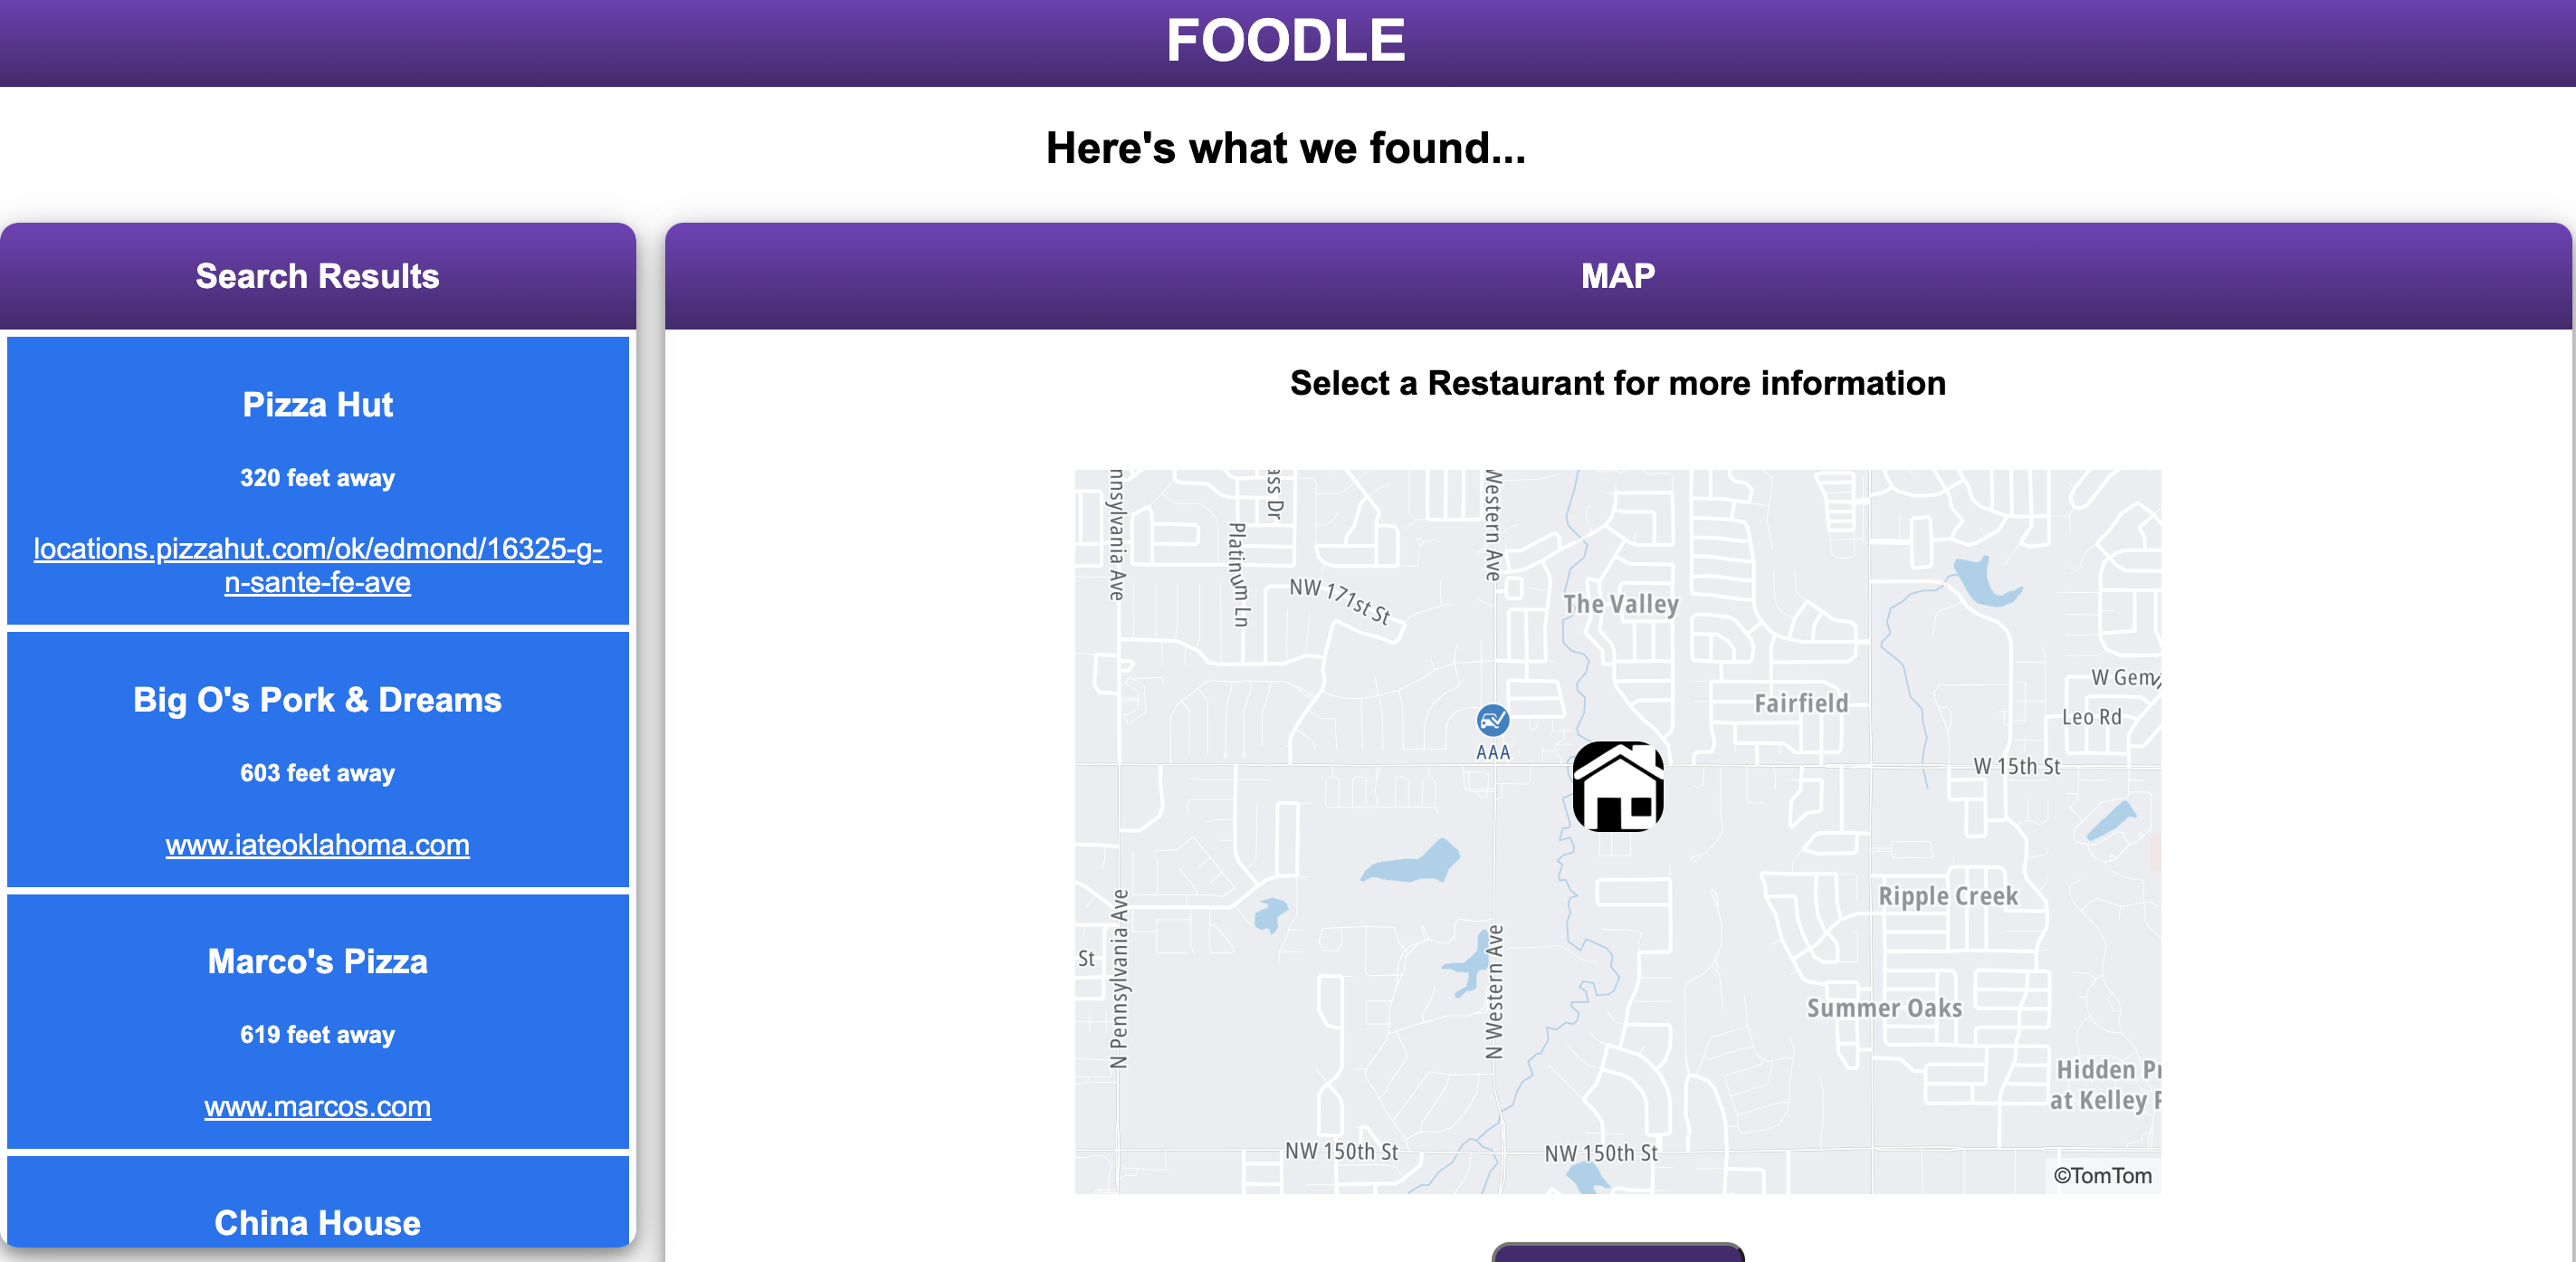 FOODLE
Here's what we found...
Search Results
Pizza Hut
320 feet away
locations.pizzahut.com/ok/edmond/16325-g-
n-sante-fe-ave
Big O's Pork & Dreams
603 feet away
www.iateoklahoma.com
Marco's Pizza
619 feet away
www.marcos.com
China House
MAP
Select a Restaurant for more information
nnsylvania Ave
ass Dr
Platinum Ln
Western Ave
NW 171st St
The Valley
Fairfield
W Gem
Leo Rd
AAA
W 15th St
Ripple Creek
St
N Pennsylvania Ave
N Western Ave
Summer Oaks
Hidden Pr
at Kelley P
NW 150th St
NW 150th St
©TomTom